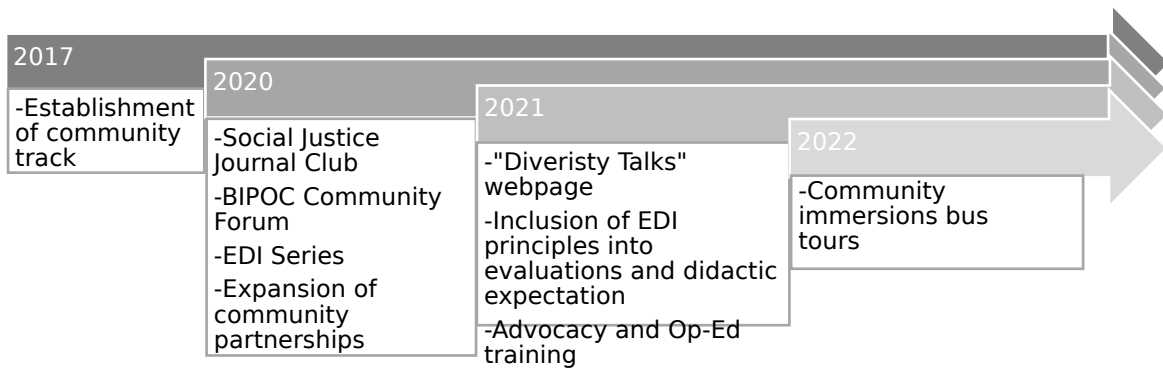 2017
-Establishment
of community
track
2020
-Social Justice
Journal Club
-BIPOC Community
Forum
-EDI Series
-Expansion of
community
partnerships
2021
-"Diveristy Talks"
webpage
-Inclusion of EDI
principles into
evaluations and didactic
expectation
-Advocacy and Op-Ed
training
2022
-Community
immersions bus
tours